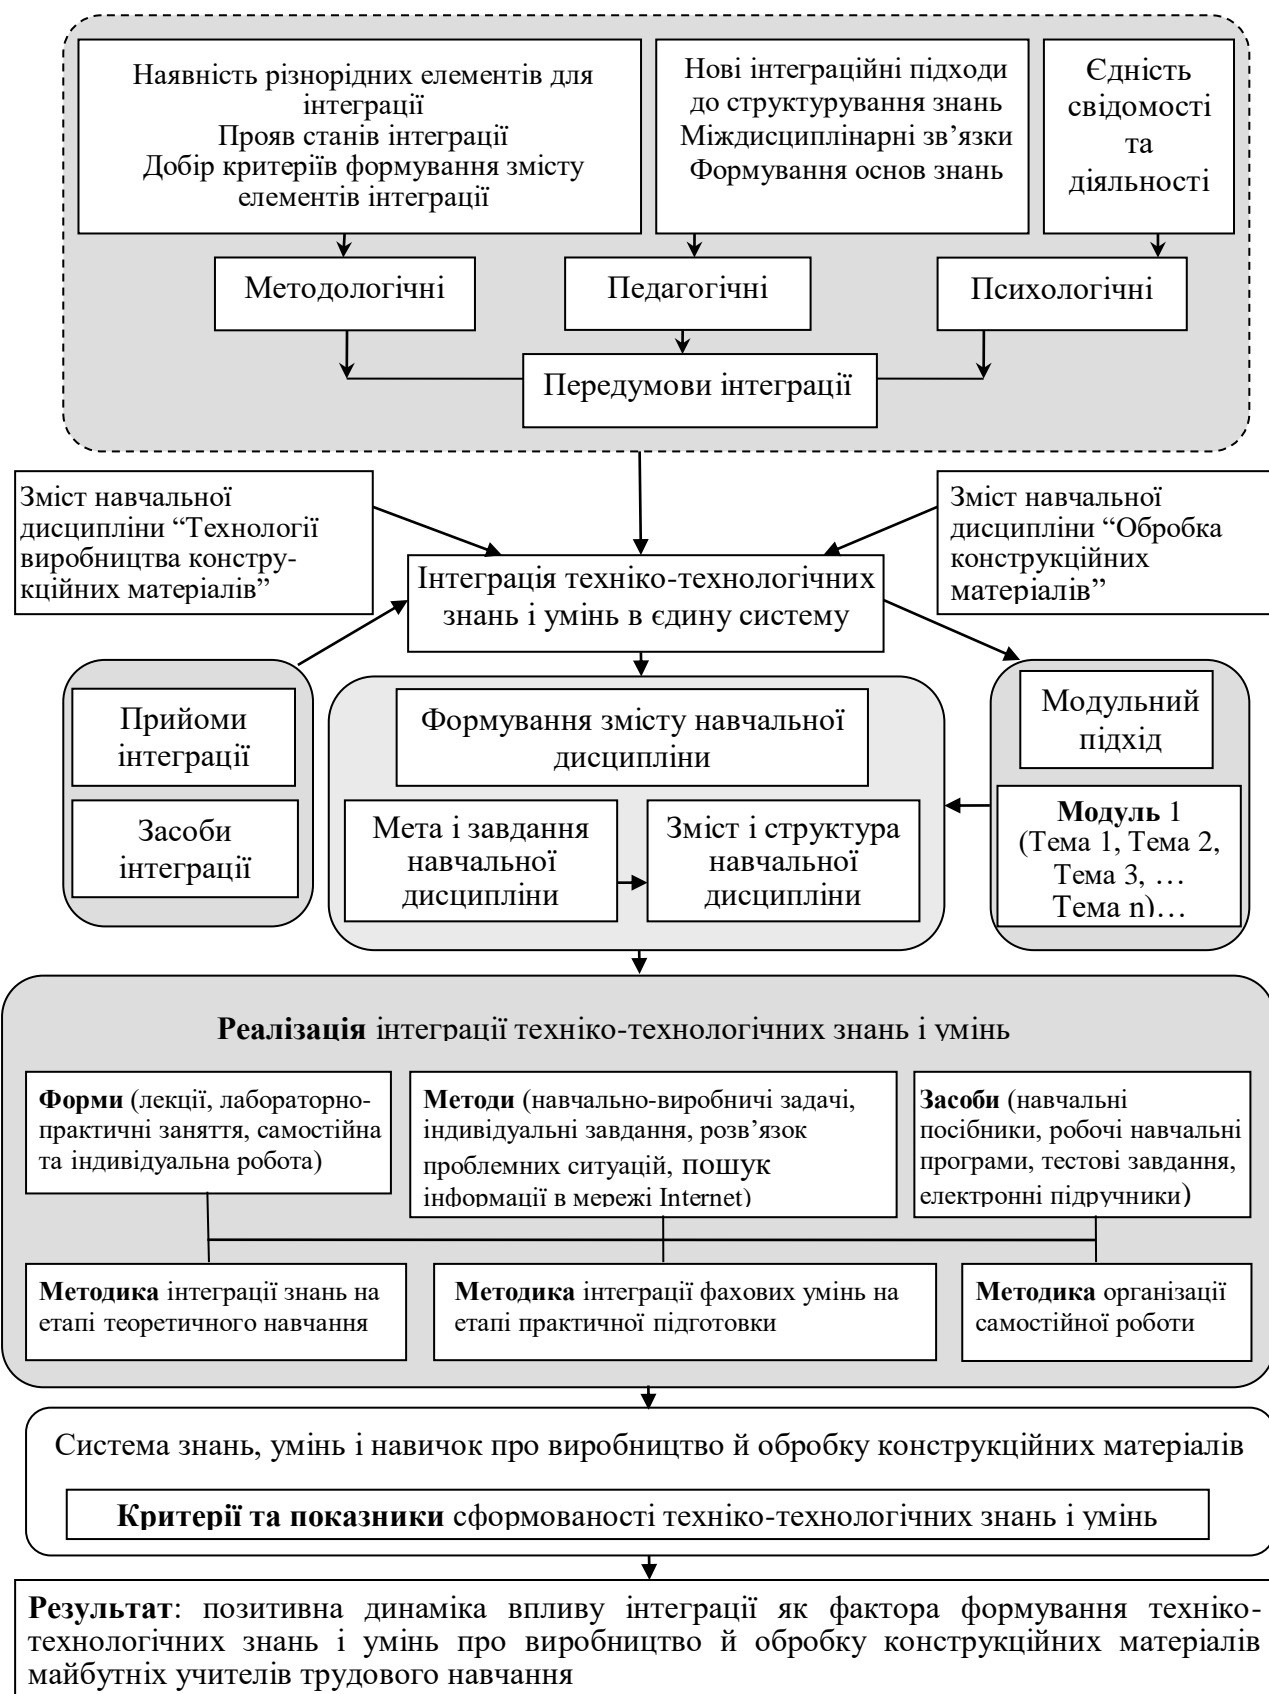 Наявність різнорідних елементів для
інтеграції
Прояв станів інтеграції
Добір критеріїв формування змісту
елементів інтеграції
Нові інтеграційні підходи
до структурування знань
Міждисциплінарні зв’язки
Формування основ знань
Єдність
свідомості
та
діяльності
Методологічні
Педагогічні
Психологічні
Передумови інтеграції
Зміст навчальної
дисципліни “Технології
виробництва констру-
кційних матеріалів”
Зміст навчальної
дисципліни “Обробка
конструкційних
матеріалів”
Інтеграція техніко-технологічних
знань і умінь в єдину систему
Прийоми
інтеграції
Засоби
інтеграції
Формування змісту навчальної
дисципліни
Мета і завдання
навчальної
дисципліни
Зміст і структура
навчальної
дисципліни
Модульний
підхід
Модуль 1
(Тема 1, Тема 2,
Тема 3, …
Тема n)…
Реалізація інтеграції техніко-технологічних знань і умінь
Форми (лекції, лабораторно-
практичні заняття, самостійна
та індивідуальна робота)
Методи (навчально-виробничі задачі,
індивідуальні завдання, розв’язок
проблемних ситуацій, пошук
інформації в мережі Internet)
Засоби (навчальні
посібники, робочі навчальні
програми, тестові завдання,
електронні підручники)
Методика інтеграції знань на
етапі теоретичного навчання
Методика інтеграції фахових умінь на
етапі практичної підготовки
Методика організації
самостійної роботи
Система знань, умінь і навичок про виробництво й обробку конструкційних матеріалів
Критерії та показники сформованості техніко-технологічних знань і умінь
Результат: позитивна динаміка впливу інтеграції як фактора формування техніко-
технологічних знань і умінь про виробництво й обробку конструкційних матеріалів
майбутніх учителів трудового навчання